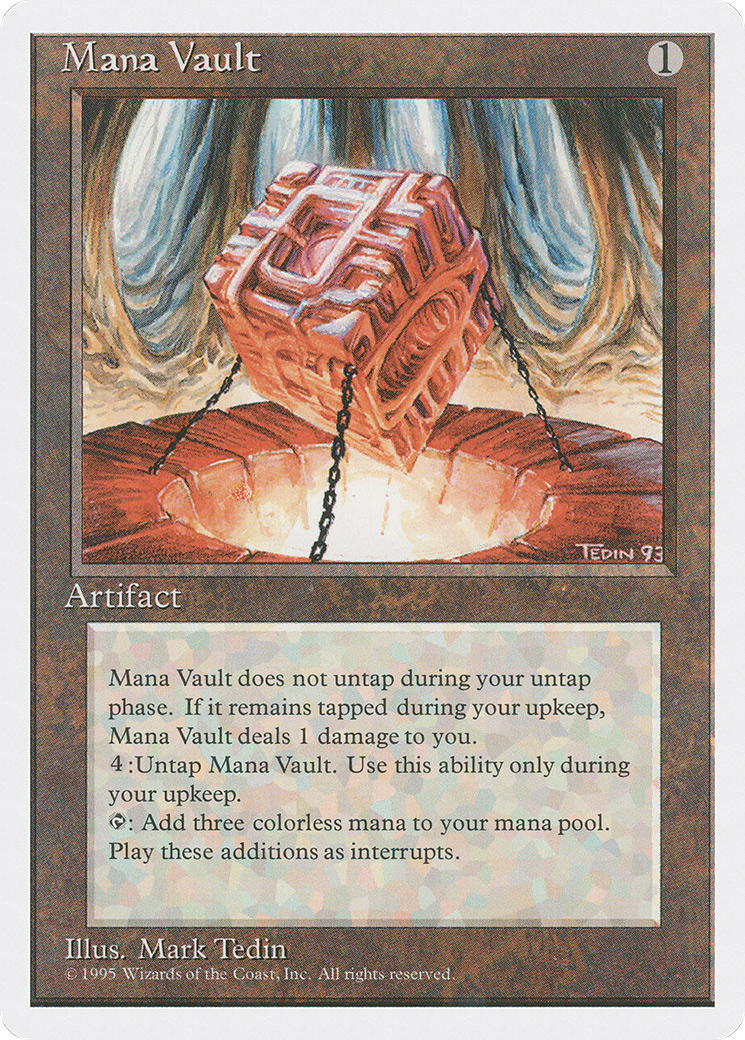 Mana Vault 1
TEDIN 93
Artifact
Mana Vault does not untap during your untap
phase. If it remains tapped during your upkeep,
Mana Vault deals 1 damage to you.
4:Untap Mana Vault. Use this ability only during
your upkeep.
: Add three colorless mana to your mana pool.
Play these additions as interrupts.
Illus. Mark Tedin
© 1995 Wizards of the Coast, Inc. All rights reserved.